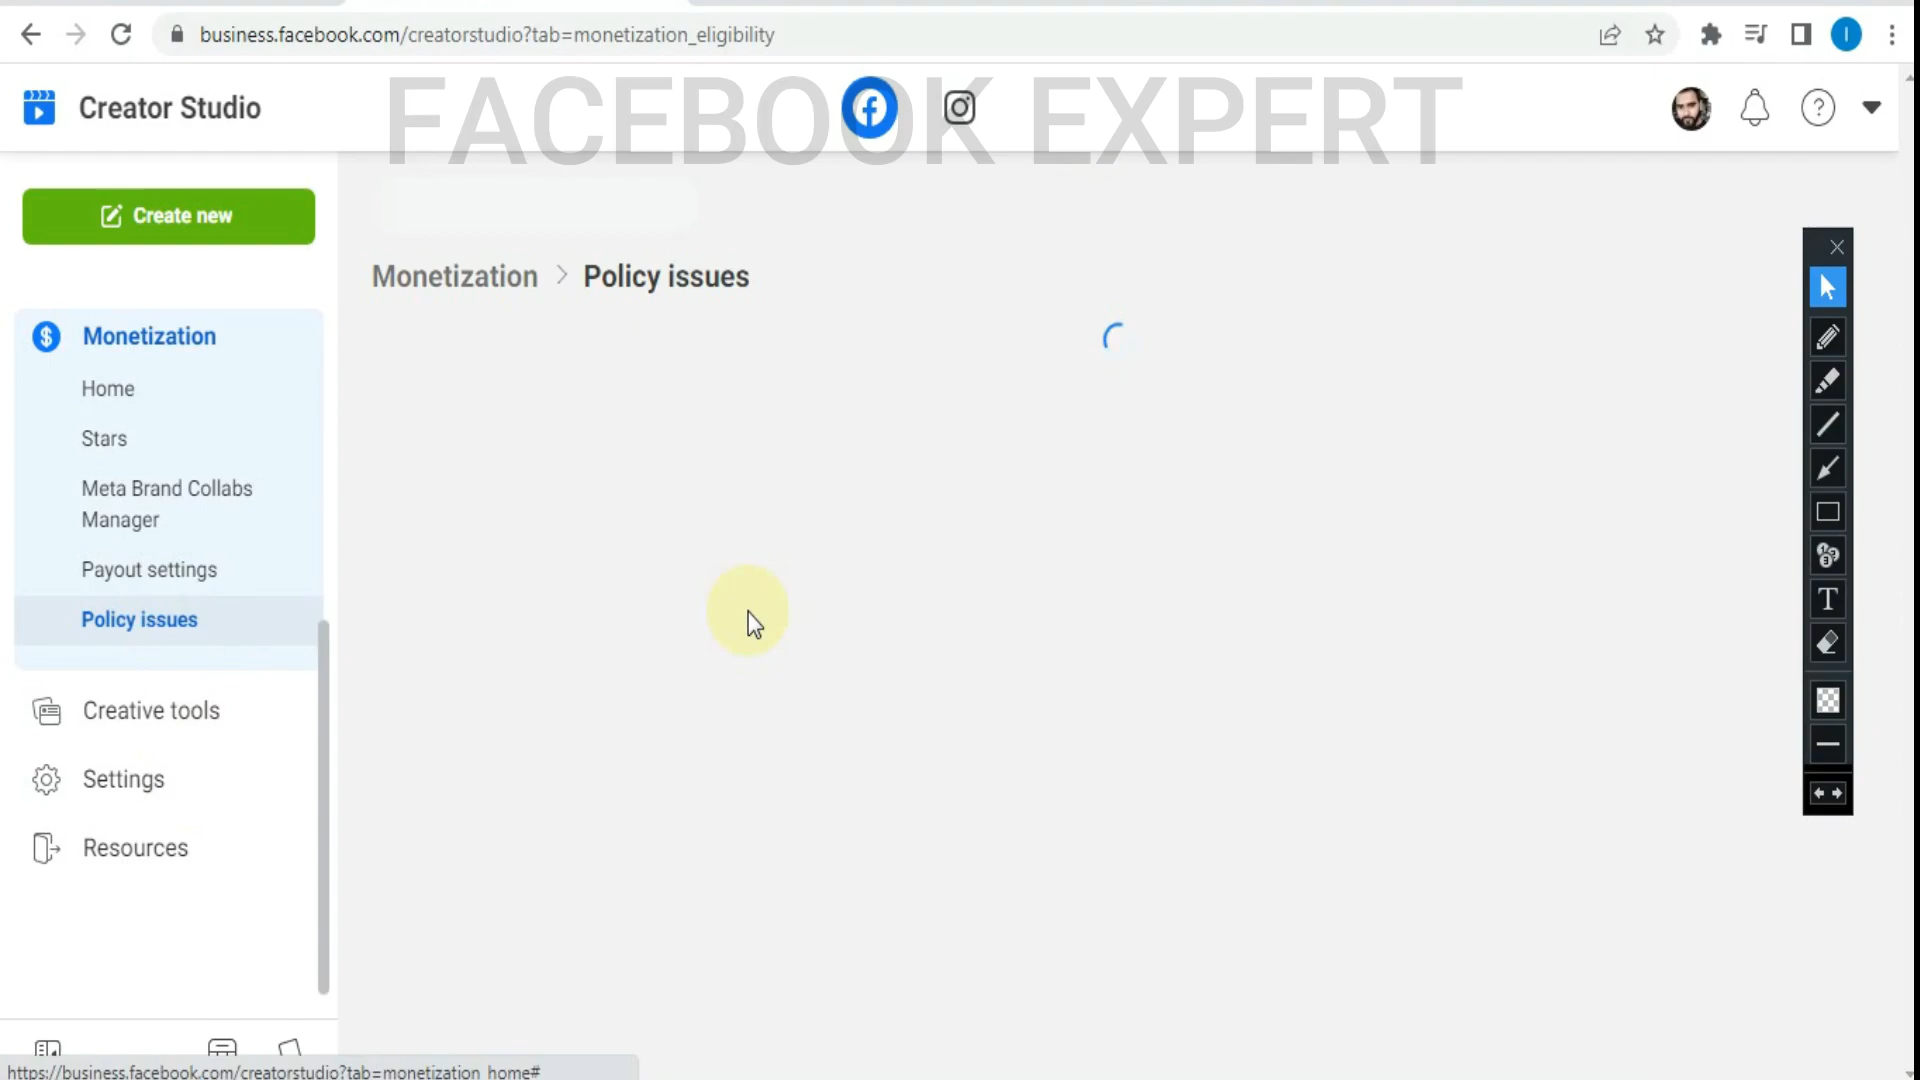 business.facebook.com/creatorstudio?tab=monetization_eligibility
I
Creator Studio
FACEBOOK EXPERT
Create new
Monetization > Policy issues
Monetization
Home
Stars
Meta Brand Collabs
Manager
Payout settings
Policy issues
Creative tools
Settings
Resources
T
https://business.facebook.com/creatorstudio?tab=monetization_home#